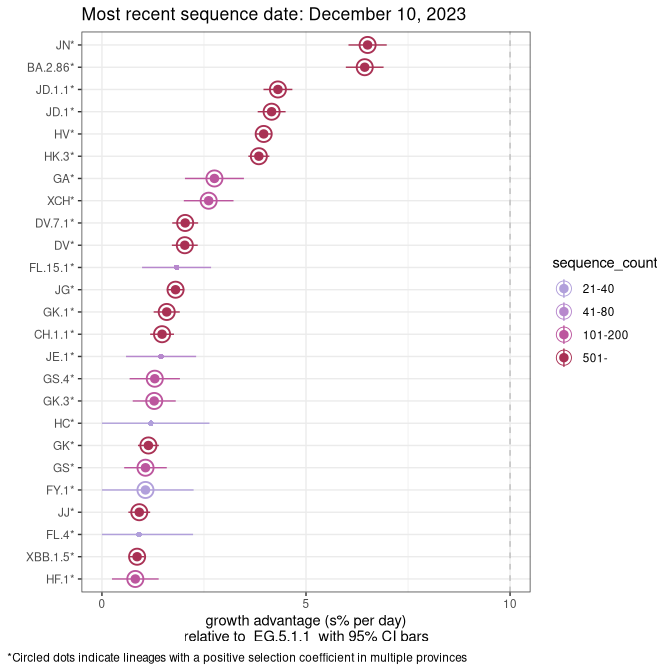 Most recent sequence date: December 10, 2023
JN*
BA.2.86*
JD.1.1*
JD.1*
HV*
HK.3*
GA*
XCH*
DV.7.1*
DV*
FL.15.1*
JG*
GK.1*
CH.1.1*
JE.1*
GS.4*
GK.3*
HC*
GK*
GS*
FY.1*
JJ*
FL.4*
XBB.1.5*
HF.1*
0 5 10
growth advantage (s% per day)
relative to EG.5.1.1 with 95% CI bars
sequence_count
21-40
41-80
101-200
501-
*Circled dots indicate lineages with a positive selection coefficient in multiple provinces